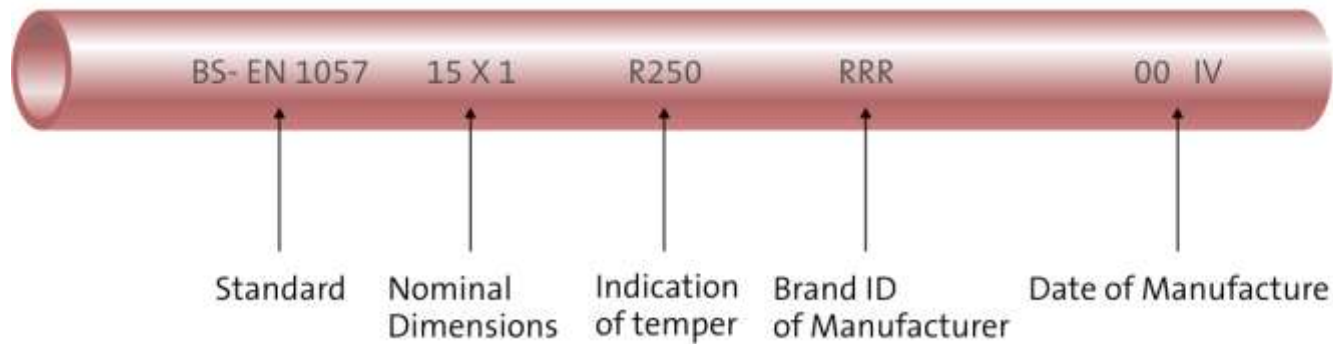 BS- EN 1057 15 X 1 R250 RRR 00 IV
Standard Nominal Dimensions Indication of temper Brand ID of Manufacturer Date of Manufacture